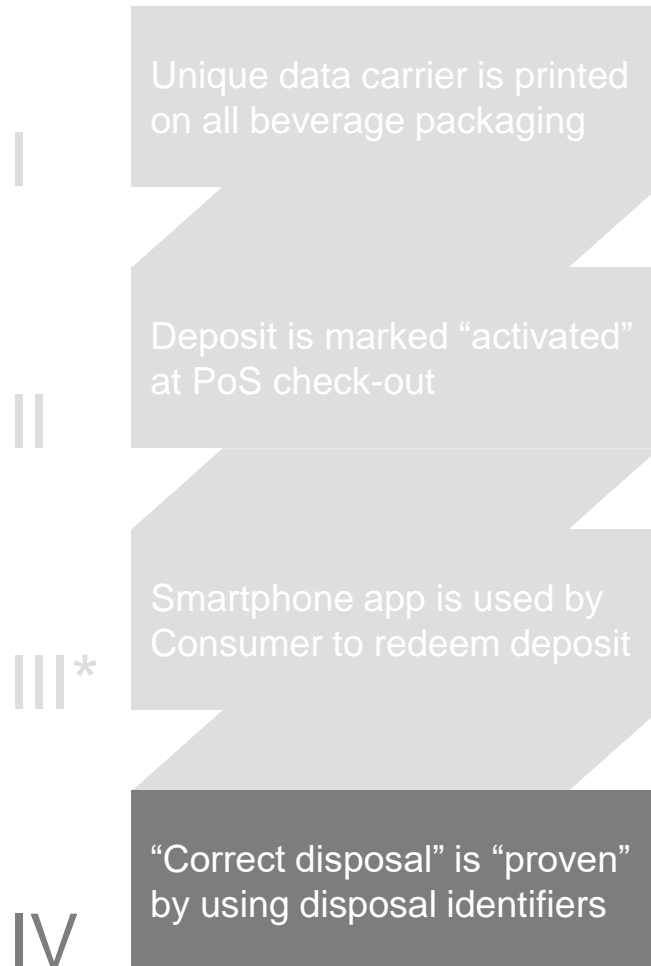 Unique data carrier is printed
on all beverage packaging
I
Deposit is marked “activated”
at PoS check-out
II
Smartphone app is used by
Consumer to redeem deposit
III*
“Correct disposal” is “proven”
by using disposal identifiers
IV